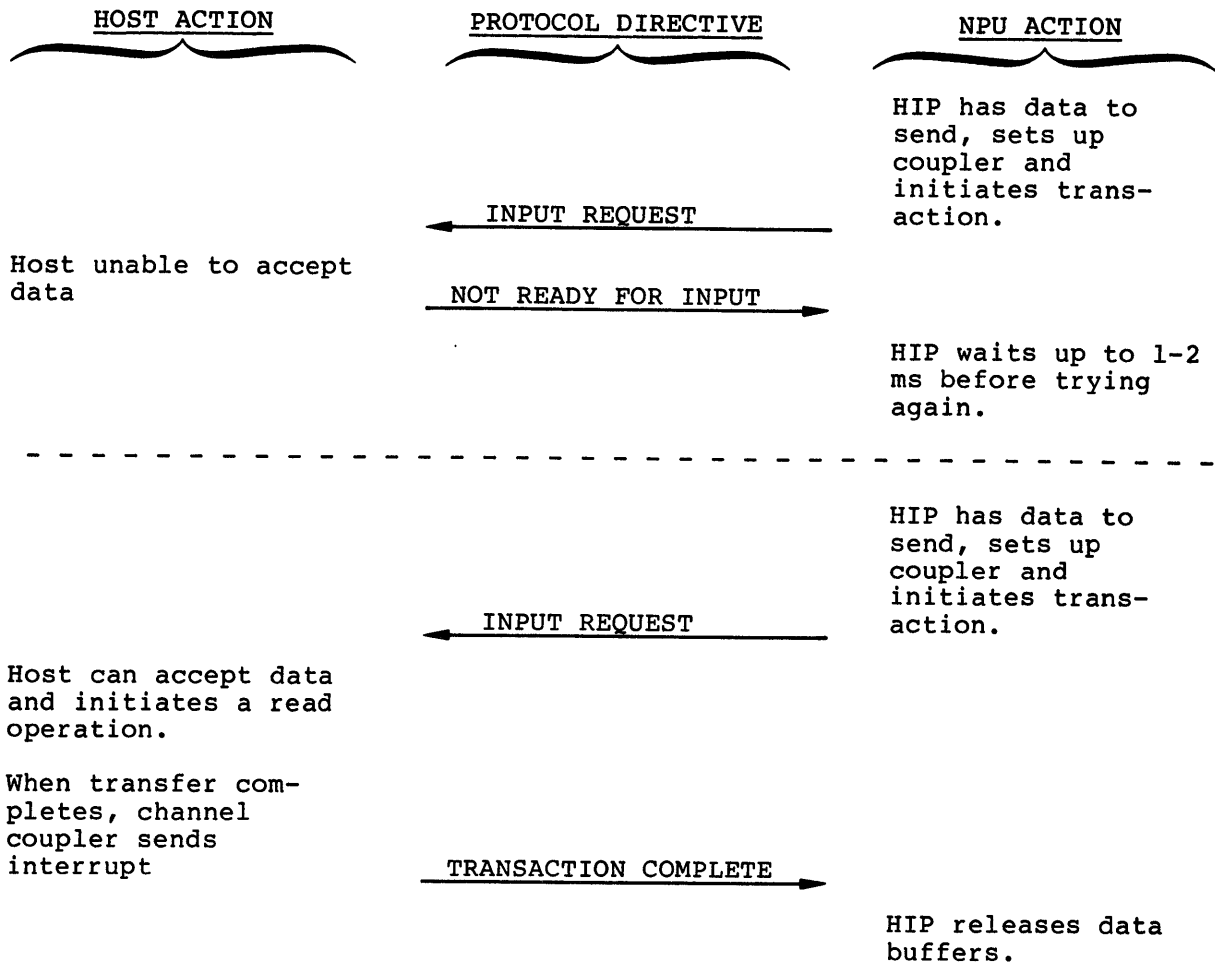 HOST ACTION
PROTOCOL DIRECTIVE
NPU ACTION
HIP has data to
send, sets up
coupler and
initiates trans-
action.
INPUT REQUEST
Host unable to accept
data
NOT READY FOR INPUT
HIP waits up to 1-2
ms before trying
again.
HIP has data to
send, sets up
coupler and
initiates trans-
action.
INPUT REQUEST
Host can accept data
and initiates a read
operation.
When transfer com-
pletes, channel
coupler sends
interrupt
TRANSACTION COMPLETE
HIP releases data
buffers.